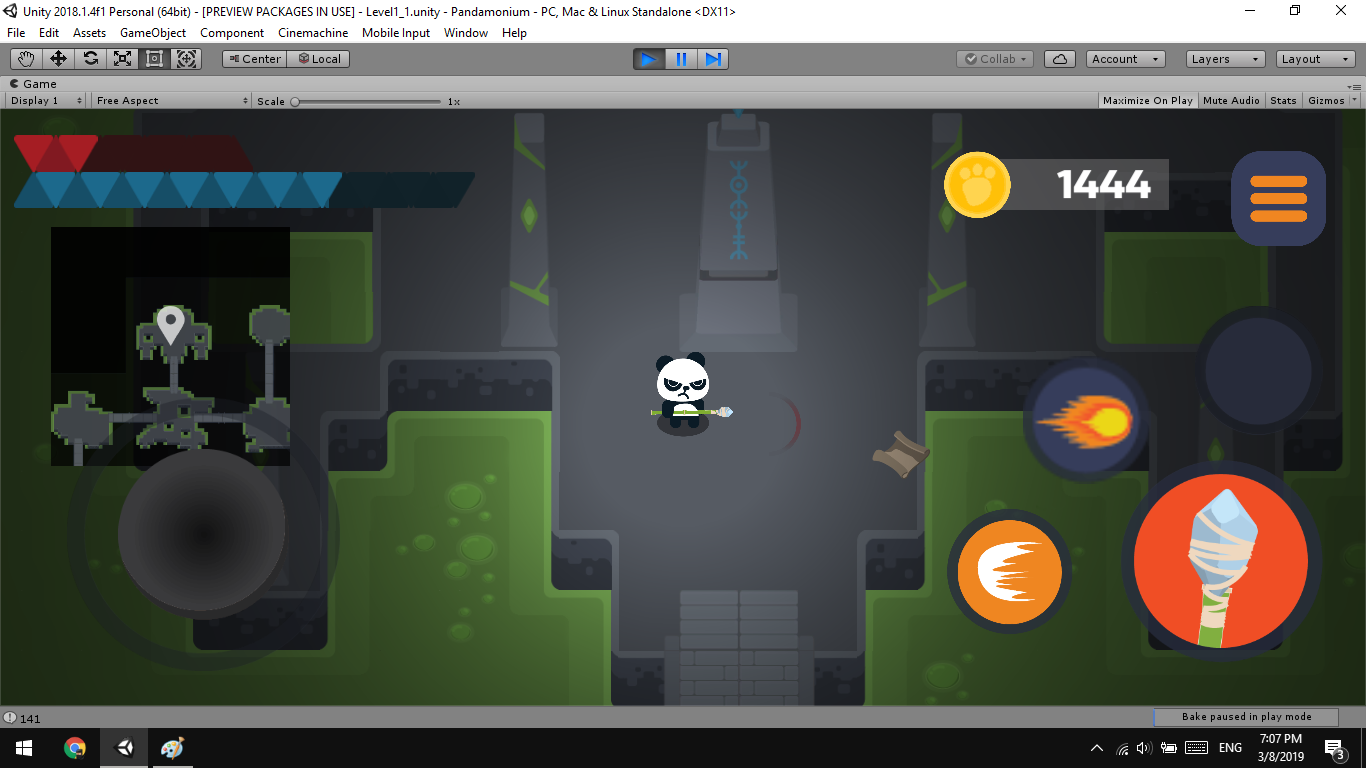 Unity 2018.1.4f1 Personal (64bit) - [PREVIEW PACKAGES IN USE] - Level1_1.unity - Pandamonium - PC, Mac & Linux Standalone <DX11>
File Edit Assets GameObject Component Cinemachine Mobile Input Window Help
Center Local Collab Account Layers Layout
Game
Display 1 Free Aspect Scale 1x Maximize On Play Mute Audio Stats Gizmos
1444
141 Bake paused in play mode
ENG 7:07 PM
3/8/2019 3